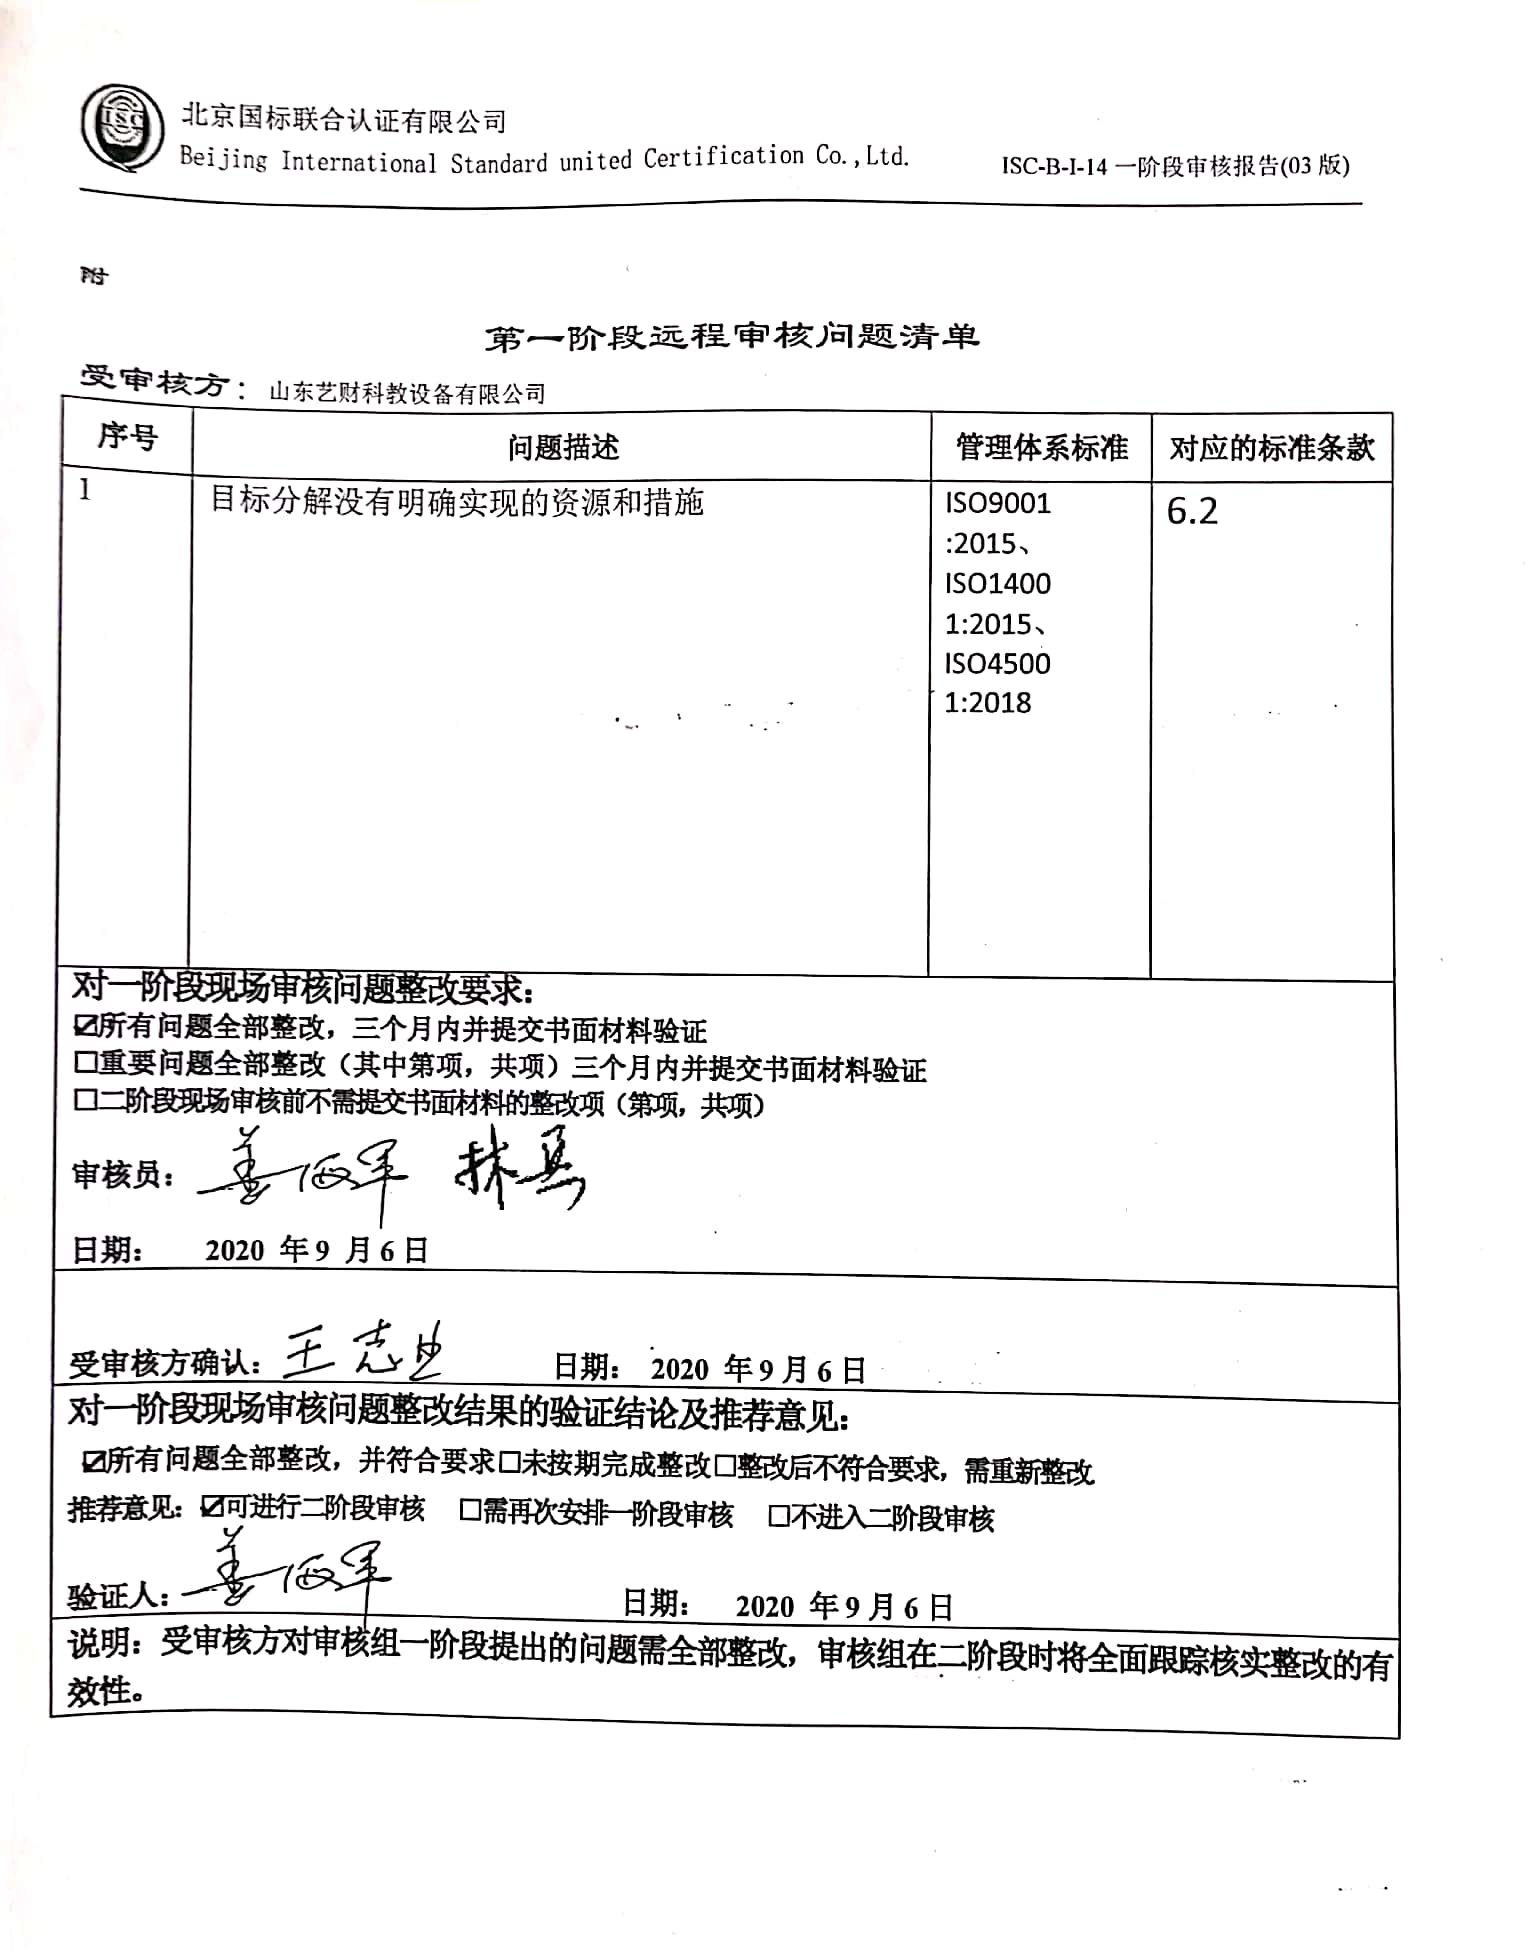 ISC
北京国标联合认证有限公司
Beijing International Standard united Certification Co.,Ltd.
ISC-B-I-14 一阶段审核报告(03 版)
附
第一阶段远程审核问题清单
受审核方： 山东艺财科教设备有限公司
序号 问题描述 管理体系标准 对应的标准条款
1 目标分解没有明确实现的资源和措施 ISO9001 6.2
:2015、
ISO1400
1:2015、
ISO4500
1:2018
对一阶段现场审核问题整改要求：
☑所有问题全部整改，三个月内并提交书面材料验证
☐重要问题全部整改（其中第项，共项）三个月内并提交书面材料验证
☐二阶段现场审核前不需提交书面材料的整改项（第项，共项）
审核员： 姜海军
日期： 2020 年 9 月 6 日
受审核方确认： 王志
日期： 2020 年 9 月 6 日
对一阶段现场审核问题整改结果的验证结论及推荐意见：
☑所有问题全部整改，并符合要求☐未按期完成整改☐整改后不符合要求，需重新整改
推荐意见：☑可进行二阶段审核 ☐需再次安排一阶段审核 ☐不进入二阶段审核
验证人： 姜海军 日期： 2020 年 9 月 6 日
说明：受审核方对审核组一阶段提出的问题需全部整改，审核组在二阶段时将全面跟踪核实整改的有
效性。